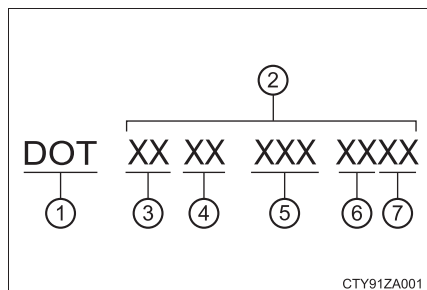 ②
DOT XX XX XXX XXXX
① ③ ④ ⑤ ⑥ ⑦
CTY91ZA001